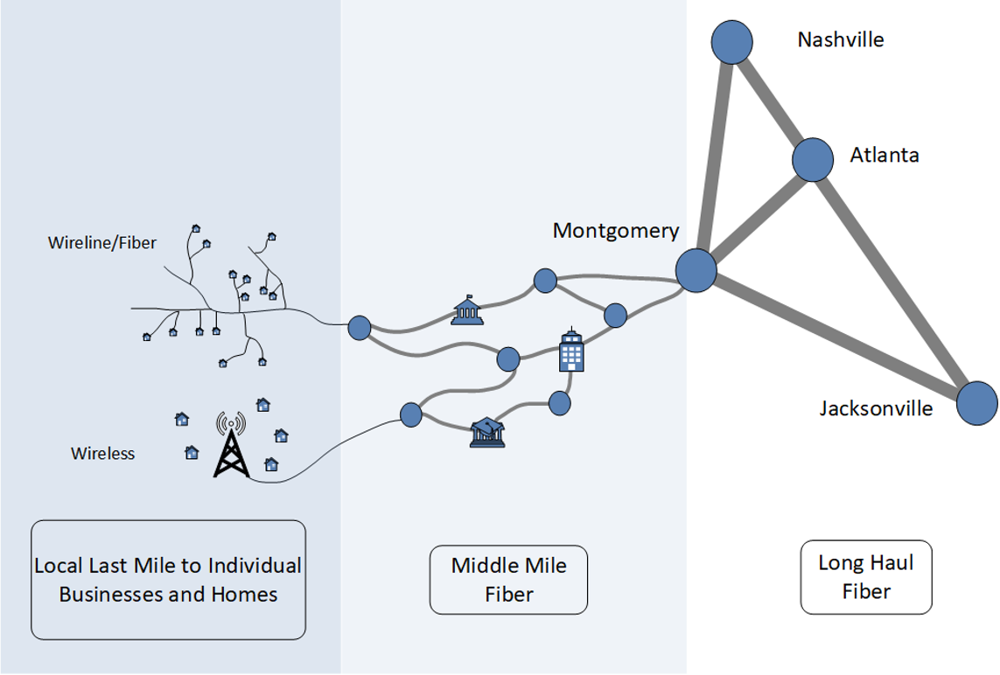 Nashville
Atlanta
Montgomery
Wireline/Fiber
Jacksonville
Wireless
Local Last Mile to Individual
Businesses and Homes
Middle Mile
Fiber
Long Haul
Fiber